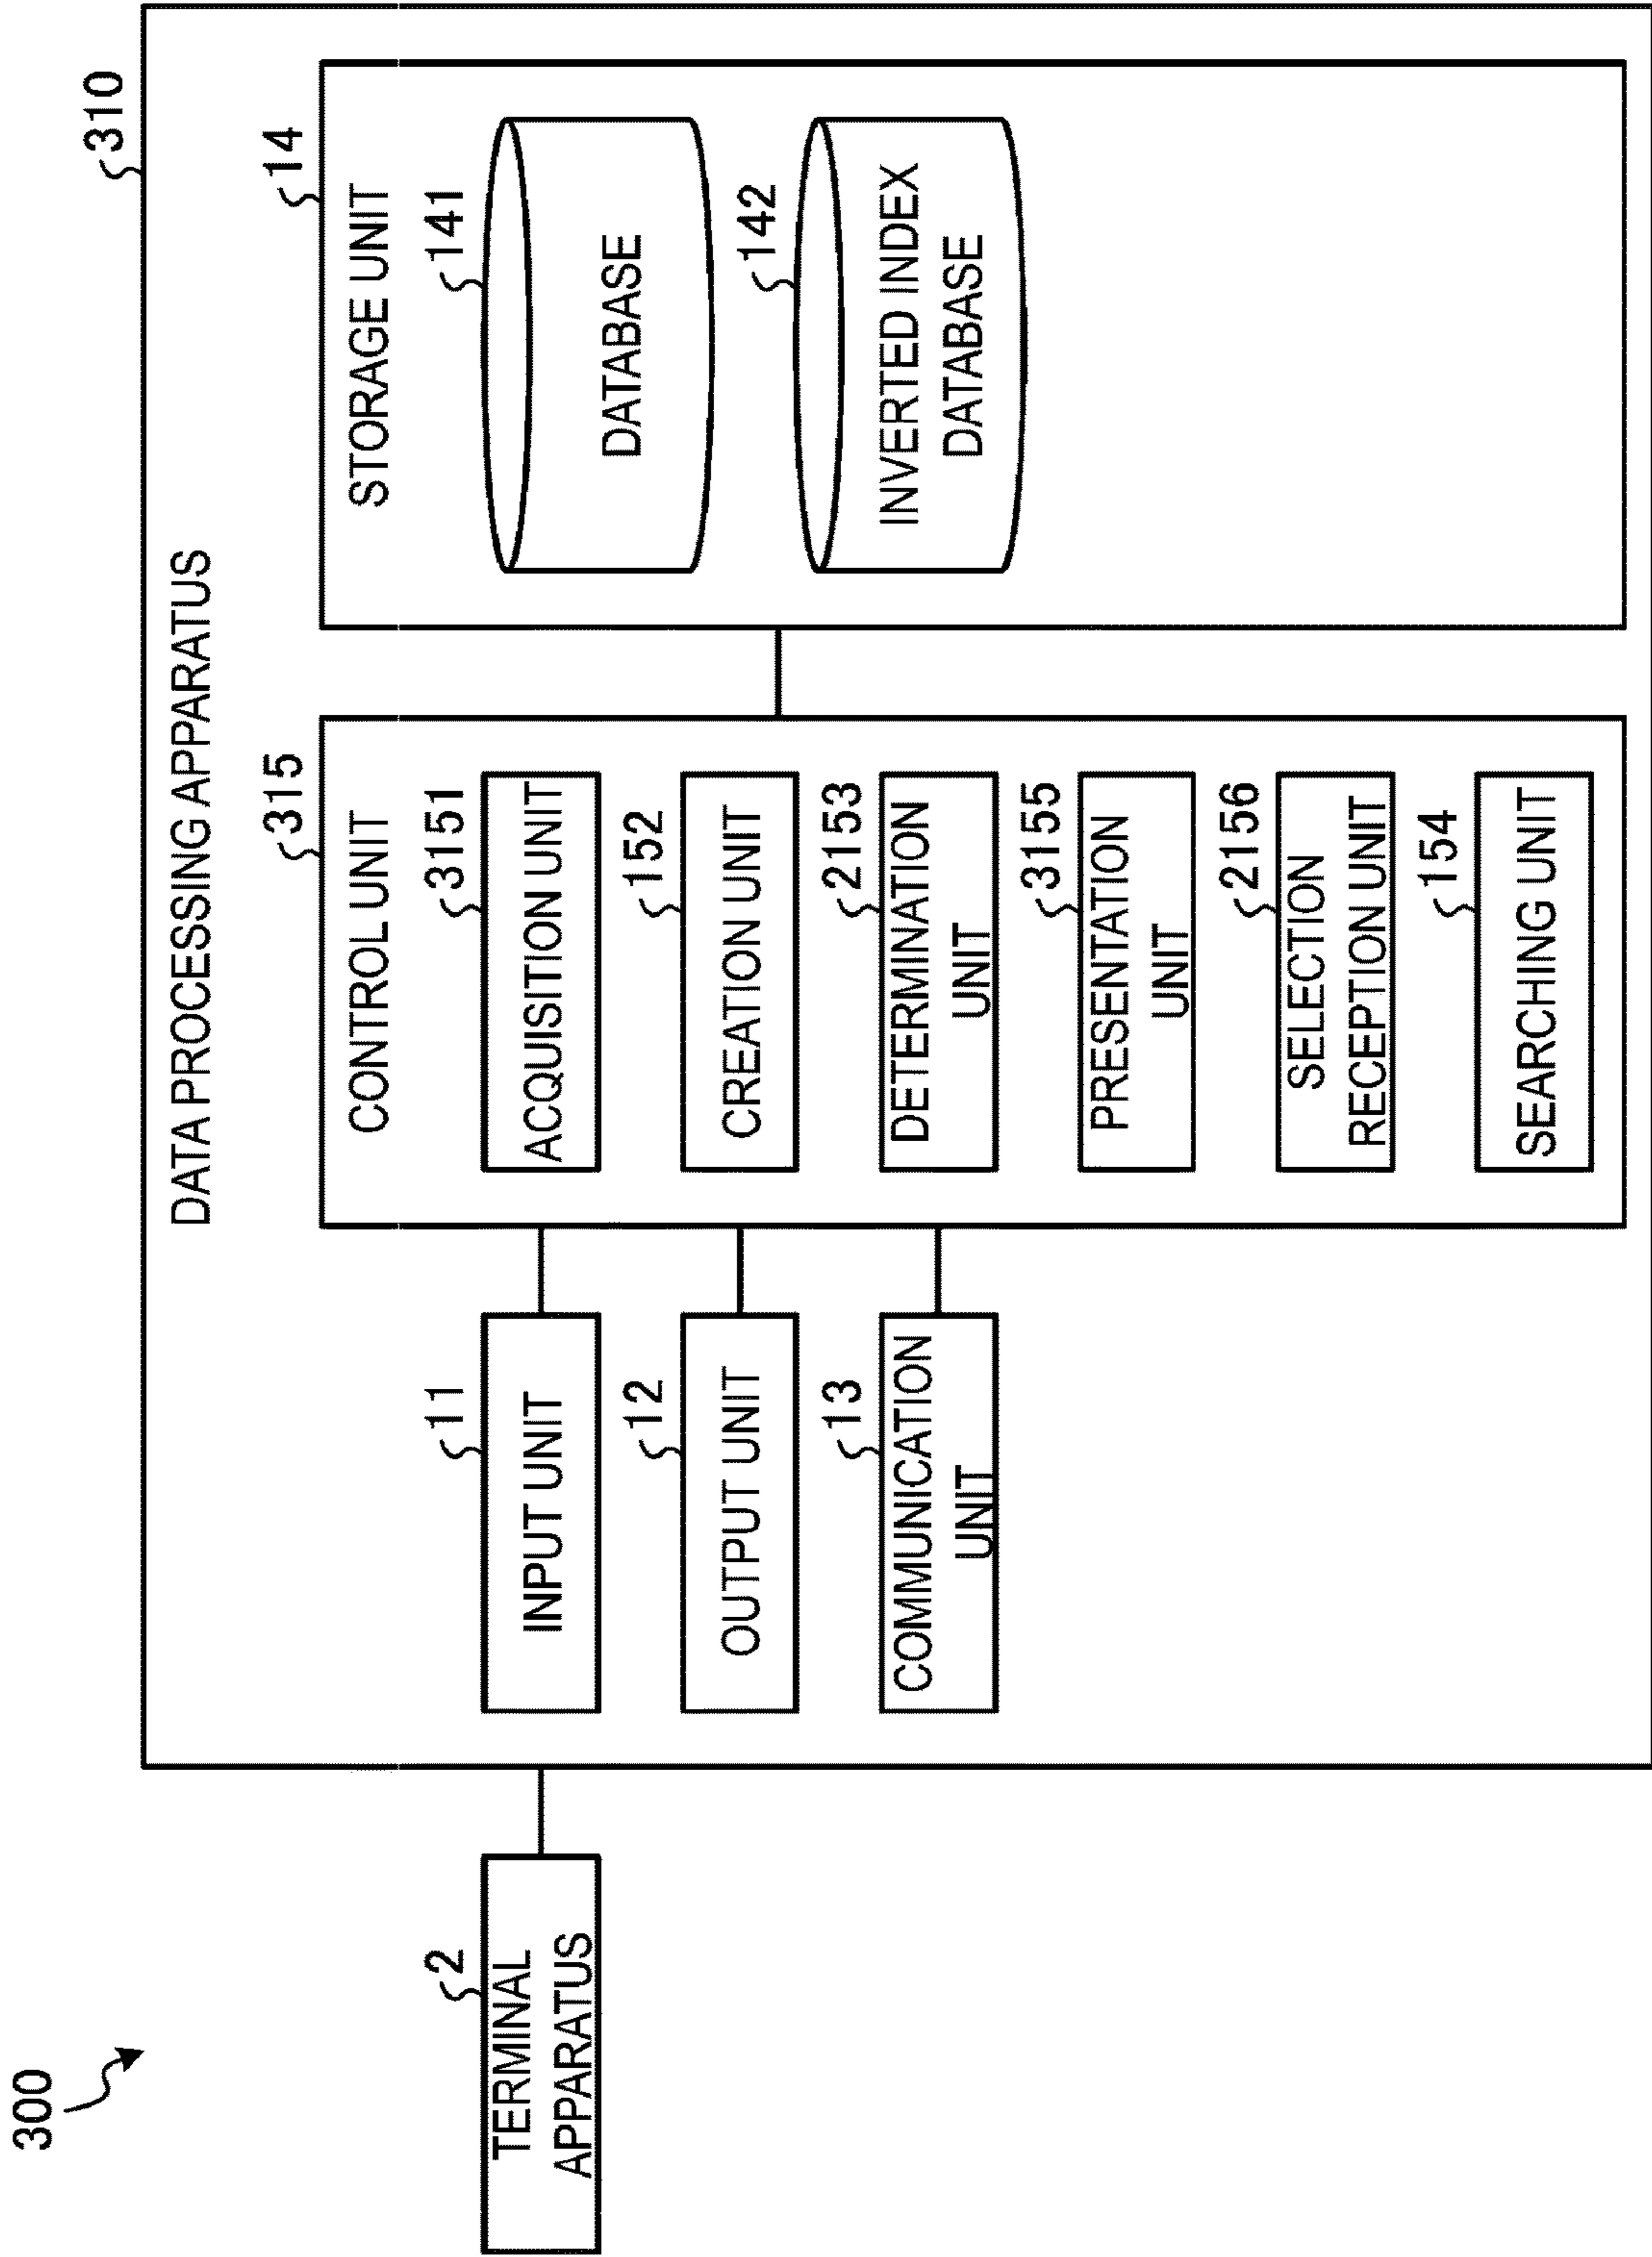 300
DATA PROCESSING APPARATUS
310
2
TERMINAL
APPARATUS
11
INPUT UNIT
12
OUTPUT UNIT
13
COMMUNICATION
UNIT
315
CONTROL UNIT
3151
ACQUISITION UNIT
152
CREATION UNIT
2153
DETERMINATION
UNIT
3155
PRESENTATION
UNIT
2156
SELECTION
RECEPTION UNIT
154
SEARCHING UNIT
14
STORAGE UNIT
141
DATABASE
142
INVERTED INDEX
DATABASE